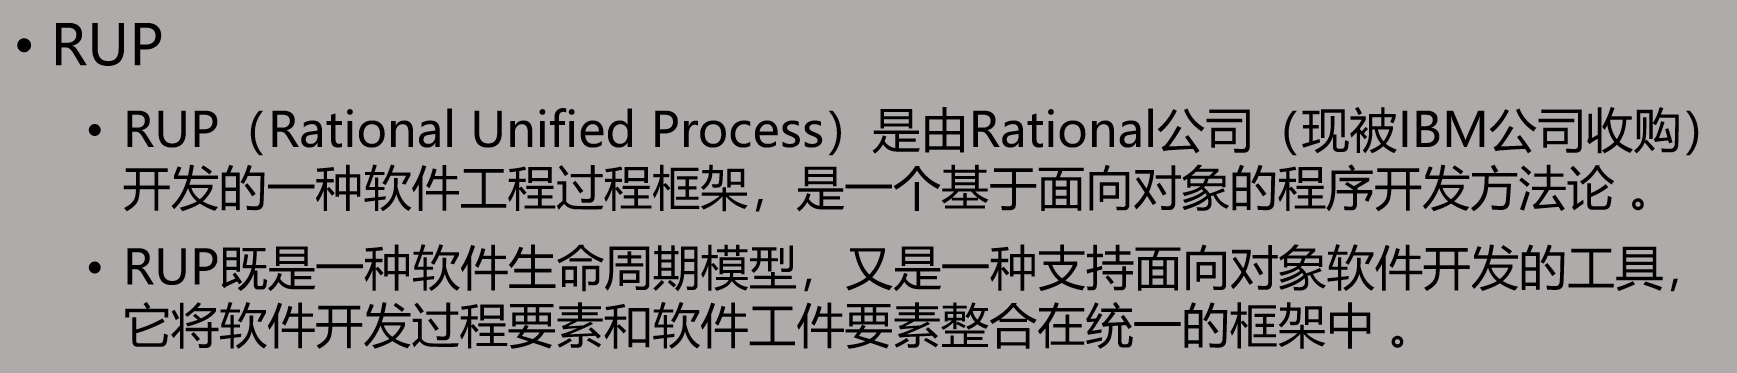 • RUP
• RUP（Rational Unified Process）是由Rational公司（现被IBM公司收购）
开发的一种软件工程过程框架，是一个基于面向对象的程序开发方法论 。
• RUP既是一种软件生命周期模型，又是一种支持面向对象软件开发的工具，
它将软件开发过程要素和软件工件要素整合在统一的框架中 。